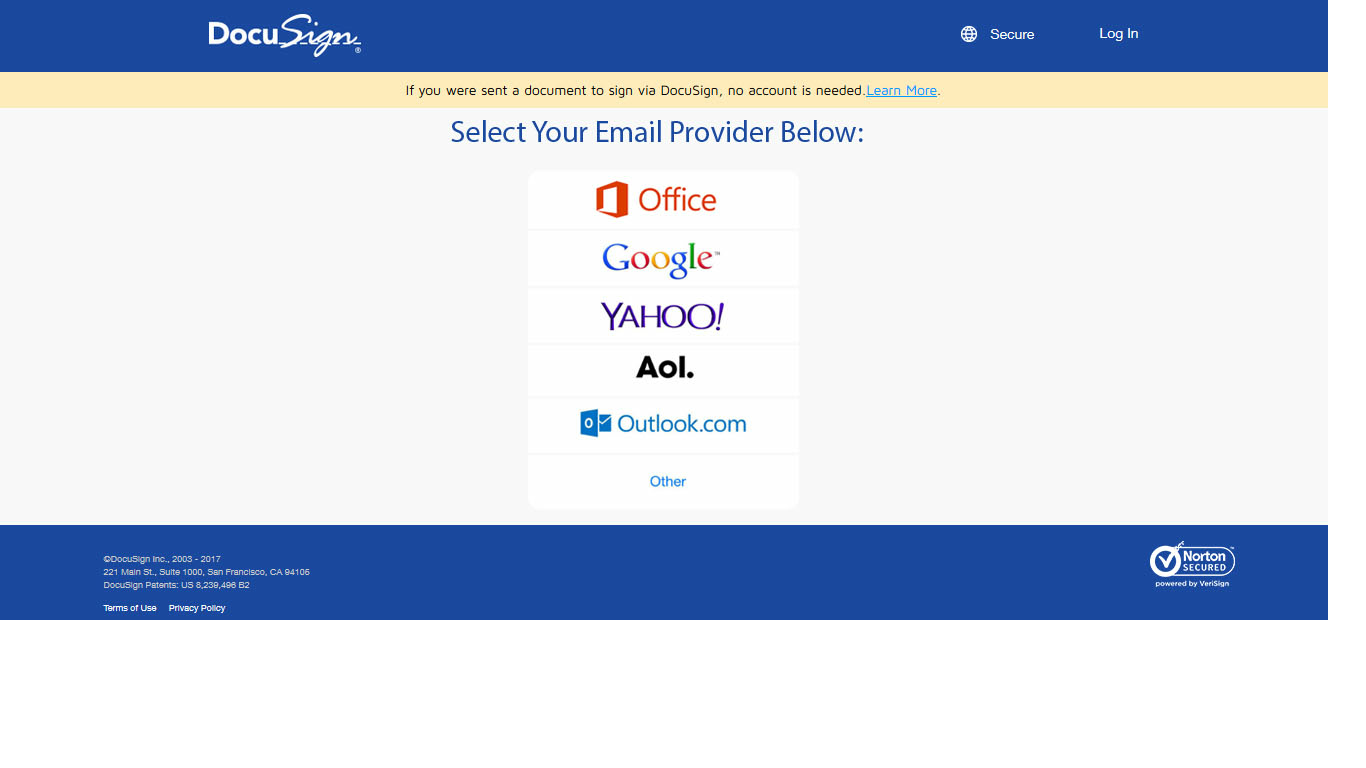 DocuSign®
Secure
Log In
If you were sent a document to sign via DocuSign, no account is needed.Learn More.
Select Your Email Provider Below:
Office
Google™
YAHOO!
Aol.
Outlook.com
Other
©DocuSign Inc., 2003 - 2017
221 Main St., Suite 1000, San Francisco, CA 94105
DocuSign Patents: US 8,239,496 B2
Terms of Use Privacy Policy
Norton™
SECURED
powered by VeriSign